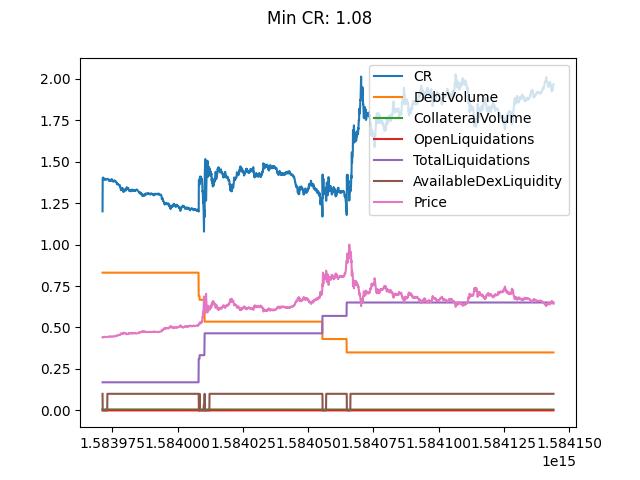 Min CR: 1.08
2.00
1.75
1.50
1.25
1.00
0.75
0.50
0.25
0.00
CR
DebtVolume
CollateralVolume
OpenLiquidations
TotalLiquidations
AvailableDexLiquidity
Price
1.583975 1.584000 1.584025 1.584050 1.584075 1.584100 1.584125 1.584150
1e15